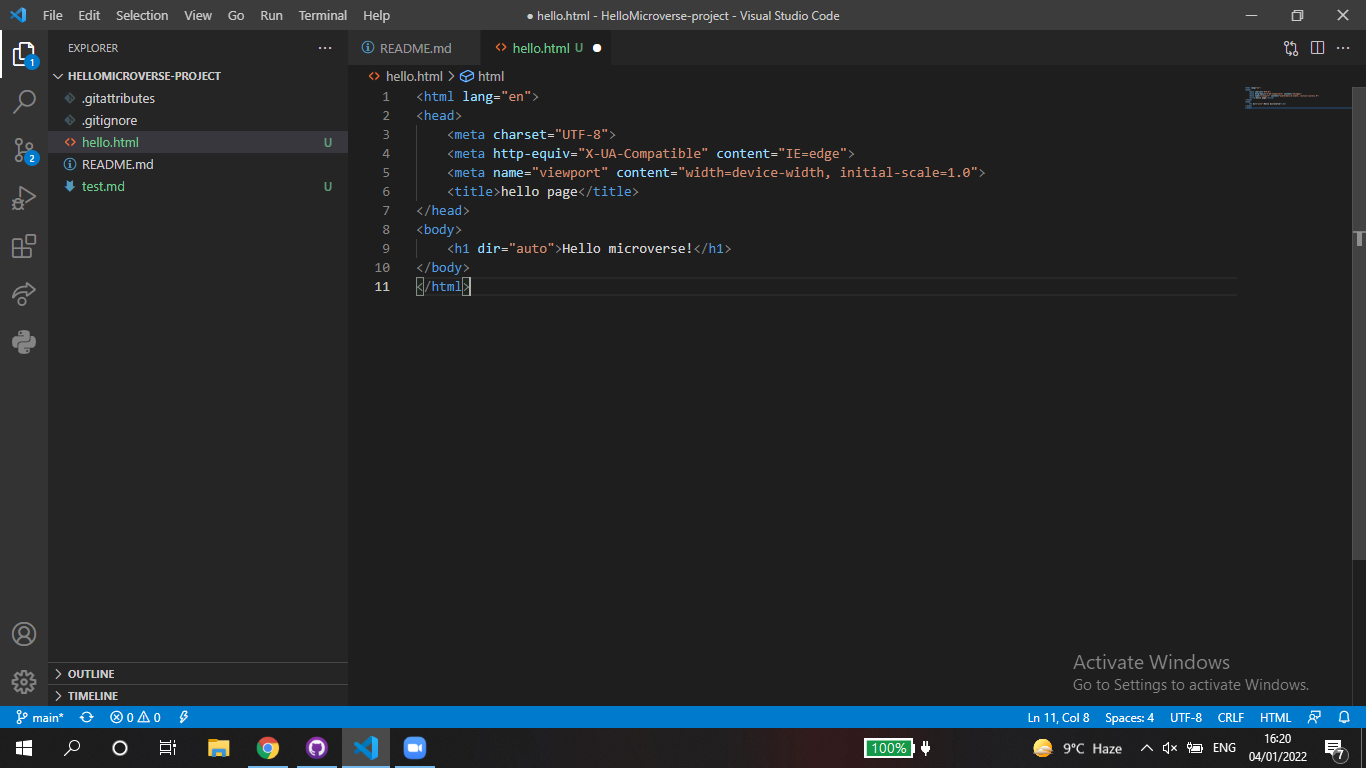 File Edit Selection View Go Run Terminal Help
● hello.html - HelloMicroverse-project - Visual Studio Code
EXPLORER
HELLOMICROVERSE-PROJECT
.gitattributes
.gitignore
hello.html U
README.md
test.md U
OUTLINE
TIMELINE
1
2
README.md
hello.html U
hello.html > html
1 <html lang="en">
2 <head>
3 <meta charset="UTF-8">
4 <meta http-equiv="X-UA-Compatible" content="IE=edge">
5 <meta name="viewport" content="width=device-width, initial-scale=1.0">
6 <title>hello page</title>
7 </head>
8 <body>
9 <h1 dir="auto">Hello microverse!</h1>
10 </body>
11 </html>
Activate Windows
Go to Settings to activate Windows.
main* 0 0
Ln 11, Col 8 Spaces: 4 UTF-8 CRLF HTML
100% 9°C Haze ENG 16:20
04/01/2022
7